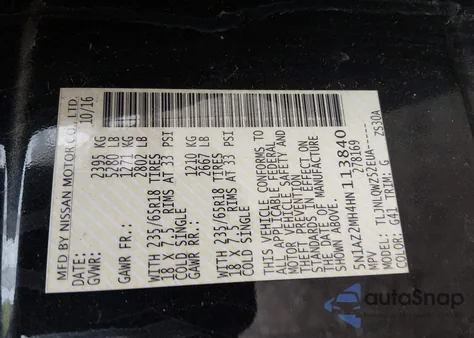 MFD BY NISSAN MOTOR CO., LTD.
DATE: 10/16
GVWR: 2395 KG
5280 LB
GAWR FR.: 1271 KG
2802 LB
WITH 235/65R18 TIRES
18 X 7.5 RIMS AT 33 PSI
COLD SINGLE
GAWR RR.: 1210 KG
2667 LB
WITH 235/65R18 TIRES
18 X 7.5 RIMS AT 33 PSI
COLD SINGLE
THIS VEHICLE CONFORMS TO
ALL APPLICABLE FEDERAL
MOTOR VEHICLE SAFETY AND
THEFT PREVENTION
STANDARDS IN EFFECT ON
THE DATE OF MANUFACTURE
SHOWN ABOVE.
5N1AZ2MH4HN113840
MPV 278169
MODEL: TLJNLOW-Z52EUA-
COLOR: G41 TRIM: G ZS30A
autoSnap